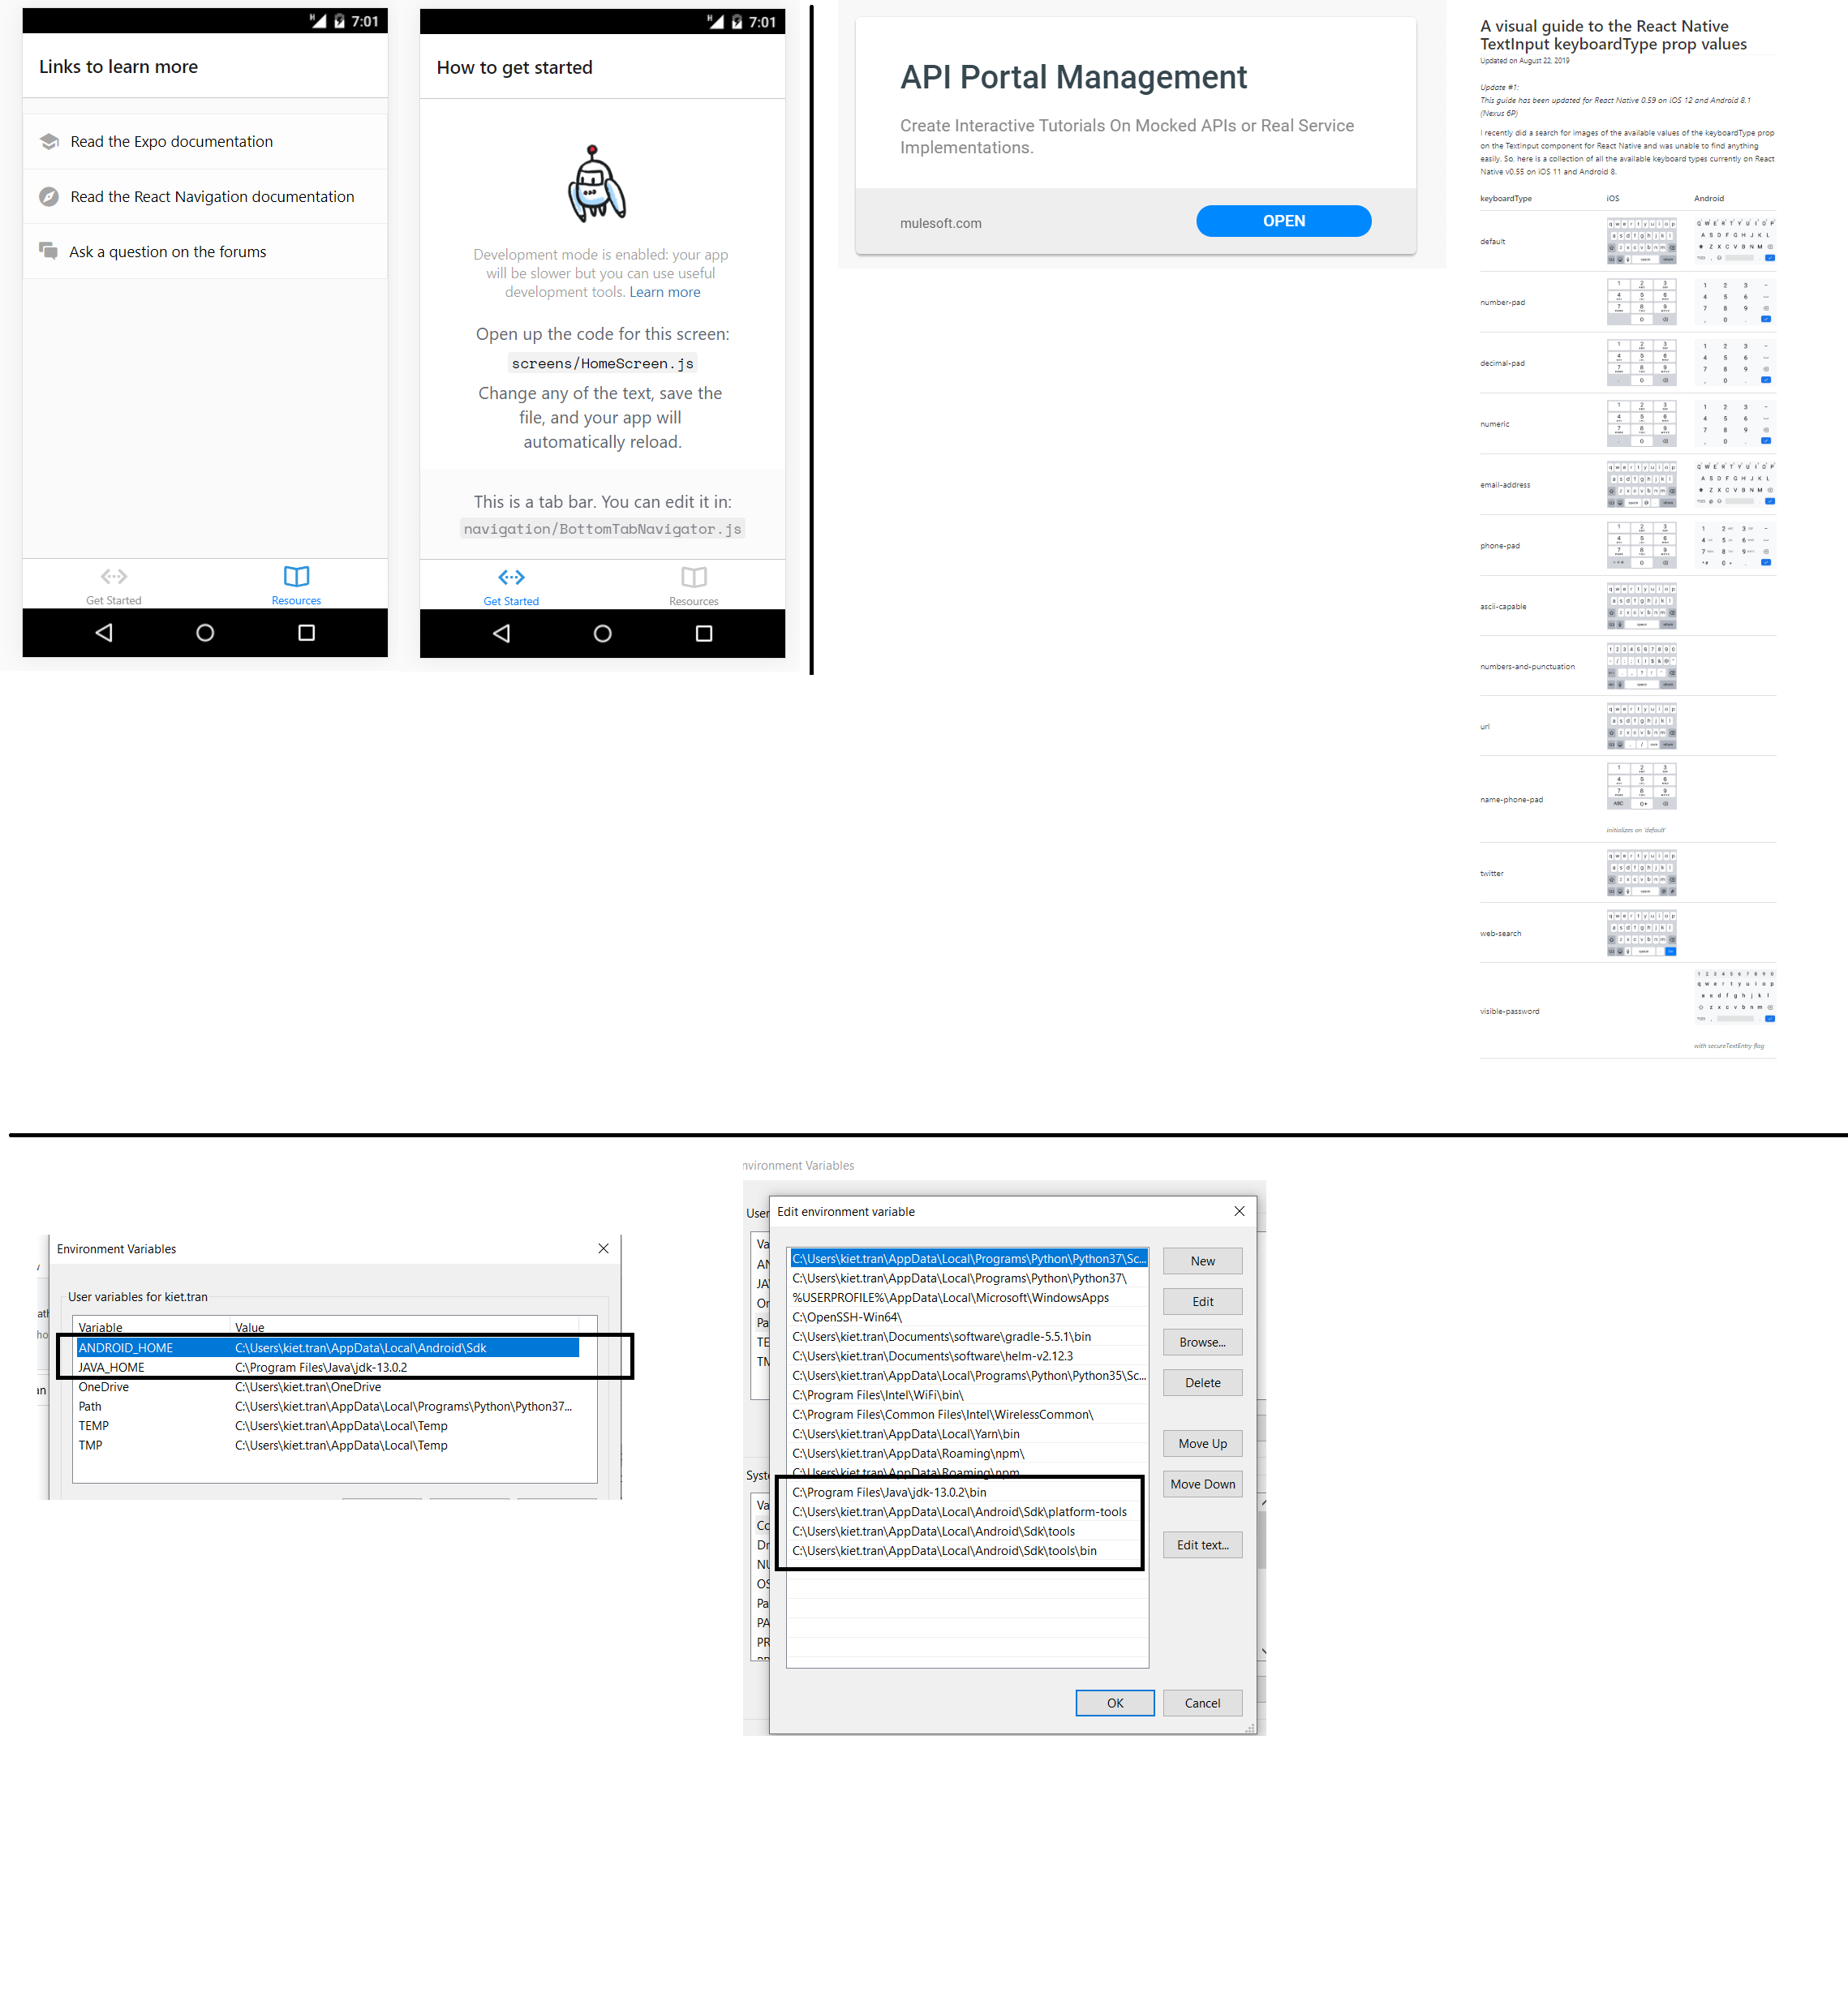 7:01
Links to learn more
Read the Expo documentation
Read the React Navigation documentation
Ask a question on the forums
Get Started
Resources
7:01
How to get started
Development mode is enabled: your app
will be slower but you can use useful
development tools. Learn more
Open up the code for this screen:
screens/HomeScreen.js
Change any of the text, save the
file, and your app will
automatically reload.
This is a tab bar. You can edit it in:
navigation/BottomTabNavigator.js
Get Started
Resources
API Portal Management
Create Interactive Tutorials On Mocked APIs or Real Service
Implementations.
mulesoft.com
OPEN
A visual guide to the React Native
TextInput keyboardType prop values
Updated on August 22, 2019
Update #1:
This guide has been updated for React Native 0.59 on iOS 12 and Android 8.1
(Nexus 6P)
I recently did a search for images of the available values of the keyboardType prop
on the TextInput component for React Native and was unable to find anything
easily. So, here is a collection of all the available keyboard types currently on React
Native v0.55 on iOS 11 and Android 8.
keyboardType iOS Android
default
number-pad
decimal-pad
numeric
email-address
phone-pad
ascii-capable
numbers-and-punctuation
url
name-phone-pad
initializes on 'default'
twitter
web-search
visible-password
with secureTextEntry flag
Environment Variables
User variables for kiet.tran
Variable Value
ANDROID_HOME C:\Users\kiet.tran\AppData\Local\Android\Sdk
JAVA_HOME C:\Program Files\Java\jdk-13.0.2
OneDrive C:\Users\kiet.tran\OneDrive
Path C:\Users\kiet.tran\AppData\Local\Programs\Python\Python37...
TEMP C:\Users\kiet.tran\AppData\Local\Temp
TMP C:\Users\kiet.tran\AppData\Local\Temp
nvironment Variables
User
Edit environment variable
C:\Users\kiet.tran\AppData\Local\Programs\Python\Python37\Sc...
C:\Users\kiet.tran\AppData\Local\Programs\Python\Python37\
%USERPROFILE%\AppData\Local\Microsoft\WindowsApps
C:\OpenSSH-Win64\
C:\Users\kiet.tran\Documents\software\gradle-5.5.1\bin
C:\Users\kiet.tran\Documents\software\helm-v2.12.3
C:\Users\kiet.tran\AppData\Local\Programs\Python\Python35\Sc...
C:\Program Files\Intel\WiFi\bin\
C:\Program Files\Common Files\Intel\WirelessCommon\
C:\Users\kiet.tran\AppData\Local\Yarn\bin
C:\Users\kiet.tran\AppData\Roaming\npm\
C:\Users\kiet.tran\AppData\Roaming\npm
C:\Program Files\Java\jdk-13.0.2\bin
C:\Users\kiet.tran\AppData\Local\Android\Sdk\platform-tools
C:\Users\kiet.tran\AppData\Local\Android\Sdk\tools
C:\Users\kiet.tran\AppData\Local\Android\Sdk\tools\bin
New
Edit
Browse...
Delete
Move Up
Move Down
Edit text...
OK
Cancel